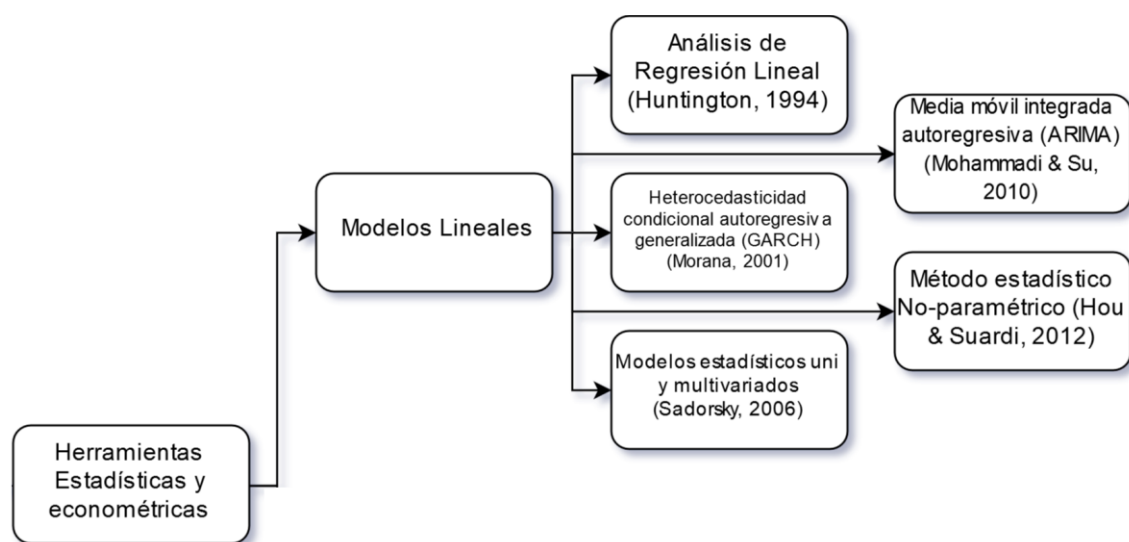 Análisis de
Regresión Lineal
(Huntington, 1994)
Media móvil integrada
autoregresiva (ARIMA)
(Mohammadi & Su,
2010)
Modelos Lineales
Heterocedasticidad
condicional autoregresiva
generalizada (GARCH)
(Morana, 2001)
Método estadístico
No-paramétrico (Hou
& Suardi, 2012)
Modelos estadísticos uni
y multivariados
(Sadorsky, 2006)
Herramientas
Estadísticas y
econométricas